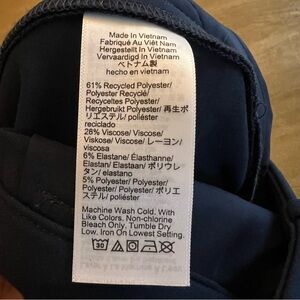 Made In Vietnam
Fabriqué Au Viêt Nam
Hergestellt In Vietnam
Vervaardigd In Vietnam
ベトナム製
hecho en vietnam
61% Recycled Polyester/
Polyester Recyclé/
Recyceltes Polyester/
Hergebruikt Polyester/ 再生ポ
リエステル/ poliéster
reciclado
28% Viscose/ Viscose/
Viskose/ Viscose/ レーヨン/
viscosa
6% Elastane/ Élasthanne/
Elastan/ Elastaan/ ポリウレ
タン/ elastano
5% Polyester/ Polyester/
Polyester/ Polyester/ ポリエ
ステル/ poliéster
Machine Wash Cold. With
Like Colors. Non-chlorine
Bleach Only. Tumble Dry
Low. Iron On Lowest Setting.
30